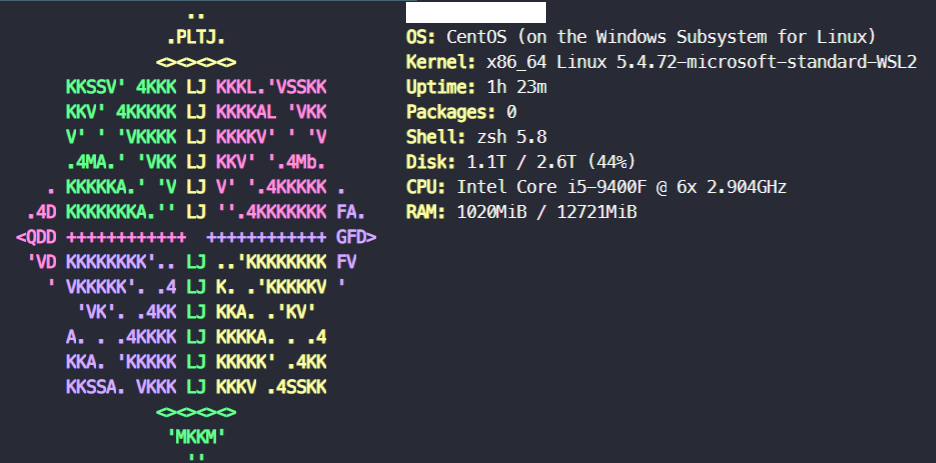 ..
.PLTJ.
<><><><>
KKSSV' 4KKK LJ KKKL.'VSSKK
KKV' 4KKKKK LJ KKKKAL 'VKK
V' ' 'VKKKK LJ KKKKV' ' 'V
.4MA.' 'VKK LJ KKV' '.4Mb.
. KKKKKA.' 'V LJ V' '.4KKKKK .
.4D KKKKKKKA.'' LJ ''.4KKKKKKK FA.
<QDD ++++++++++++ ++++++++++++ GFD>
'VD KKKKKKKK'.. LJ ..'KKKKKKKK FV
' VKKKKK'. .4 LJ K. .'KKKKKV '
'VK'. .4KK LJ KKA. .'KV'
A. . .4KKKK LJ KKKKA. . .4
KKA. 'KKKKK LJ KKKKK' .4KK
KKSSA. VKKK LJ KKKV .4SSKK
<><><><>
'MKKM'
''
OS: CentOS (on the Windows Subsystem for Linux)
Kernel: x86_64 Linux 5.4.72-microsoft-standard-WSL2
Uptime: 1h 23m
Packages: 0
Shell: zsh 5.8
Disk: 1.1T / 2.6T (44%)
CPU: Intel Core i5-9400F @ 6x 2.904GHz
RAM: 1020MiB / 12721MiB